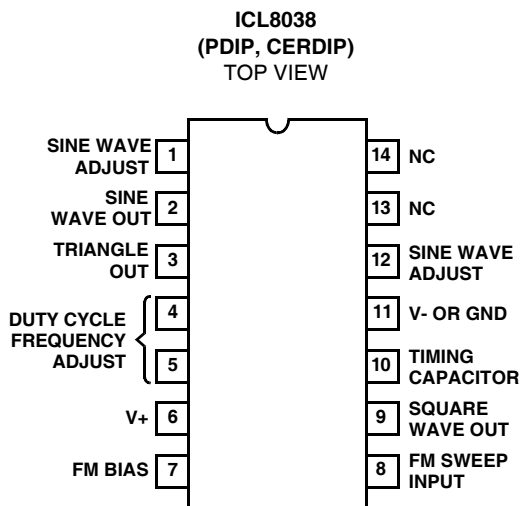 ICL8038
(PDIP, CERDIP)
TOP VIEW
SINE WAVE
ADJUST
1
SINE
WAVE OUT
2
TRIANGLE
OUT
3
DUTY CYCLE
FREQUENCY
ADJUST
4
5
V+
6
FM BIAS
7
14
NC
13
NC
12
SINE WAVE
ADJUST
11
V- OR GND
10
TIMING
CAPACITOR
9
SQUARE
WAVE OUT
8
FM SWEEP
INPUT